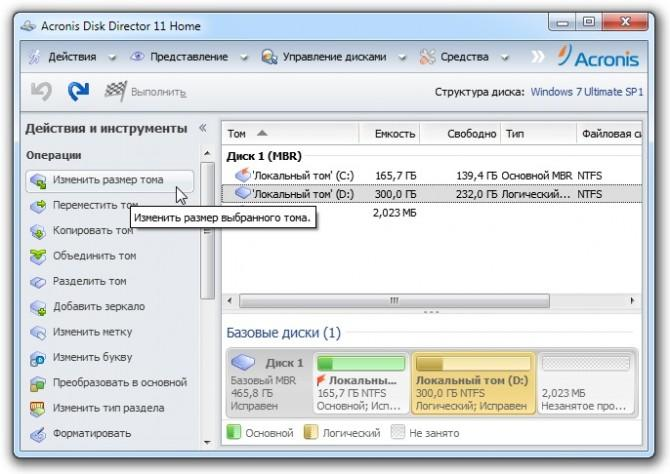 Acronis Disk Director 11 Home
Действия Представление Управление дисками Средства Acronis
Выполнить Структура диска: Windows 7 Ultimate SP1
Действия и инструменты
Операции
Изменить размер тома
Переместить том
Изменить размер выбранного тома.
Копировать том
Объединить том
Разделить том
Добавить зеркало
Изменить метку
Изменить букву
Преобразовать в основной
Изменить тип раздела
Форматировать
Том Емкость Свободно Тип Файловая си
Диск 1 (MBR)
'Локальный том' (C:) 165,7 ГБ 139,4 ГБ Основной MBR NTFS
'Локальный том' (D:) 300,0 ГБ 232,0 ГБ Логический... NTFS
2,023 МБ
Базовые диски (1)
Диск 1
Базовый MBR
465,8 ГБ
Исправен
Локальны...
165,7 ГБ NTFS
Основной; Исп...
Локальный том (D:)
300,0 ГБ NTFS
Логический; Исправен
2,023 МБ
Незанятое про...
Основной Логический Не занято